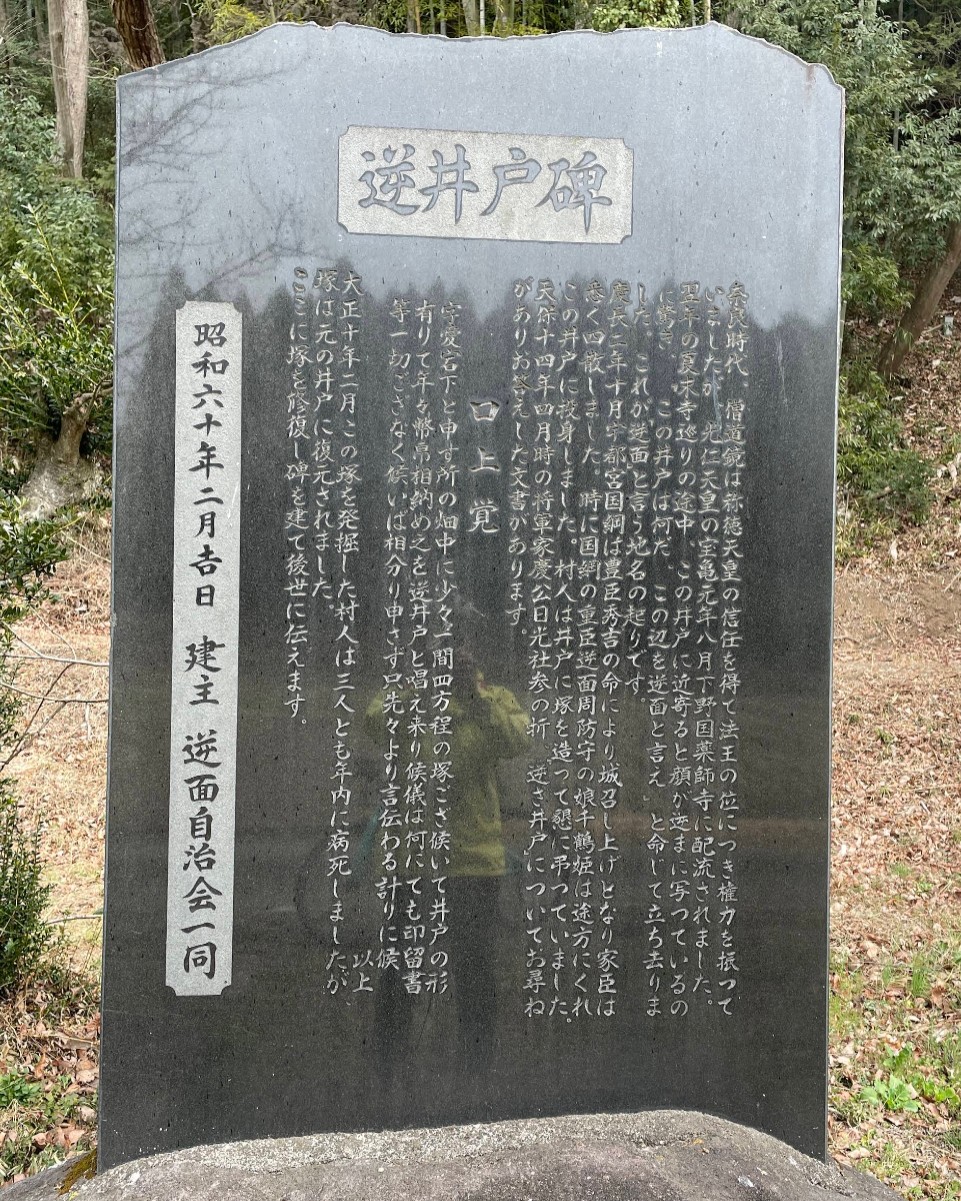 逆井戸碑
奈良時代、僧道鏡は称徳天皇の信任を得て法王の位につき権力を振つて
いましたが 光仁天皇の宝亀元年八月下野国薬師寺に配流されました。
翌年の夏末寺巡りの途中、この井戸に近寄ると顔が逆まに写つているの
に驚き この井戸は何だ この辺を逆面と言え と命じて立ち去りま
した。これが逆面と言う地名の起りです。
慶長二年十月宇都宮国綱は豊臣秀吉の命により城召し上げとなり家臣は
悉く四散しました。時に国綱の重臣逆面周防守の娘千鶴姫は途方にくれ
この井戸に投身しました。村人は井戸に塚を造つて懇に弔つていました。
天保十四年四月時の将軍家慶公日光社参の折 逆さ井戸についてお尋ね
がありお答えした文書があります。
口上覚
字愛宕下と申す所の畑中に少々一間四方程の塚ござ候いて井戸の形
有りて年々幣帛相納め之を逆井戸と唱え来り候儀は何にても印留書
等一切ござなく候いば相分り申さず只先々より言伝わる計りに候
以上
大正十年二月この塚を発掘した村人は三人とも年内に病死しましたが、
塚は元の井戸に復元されました。
ここに塚を修復し碑を建て後世に伝えます。
昭和六十年二月吉日 建主 逆面自治会一同